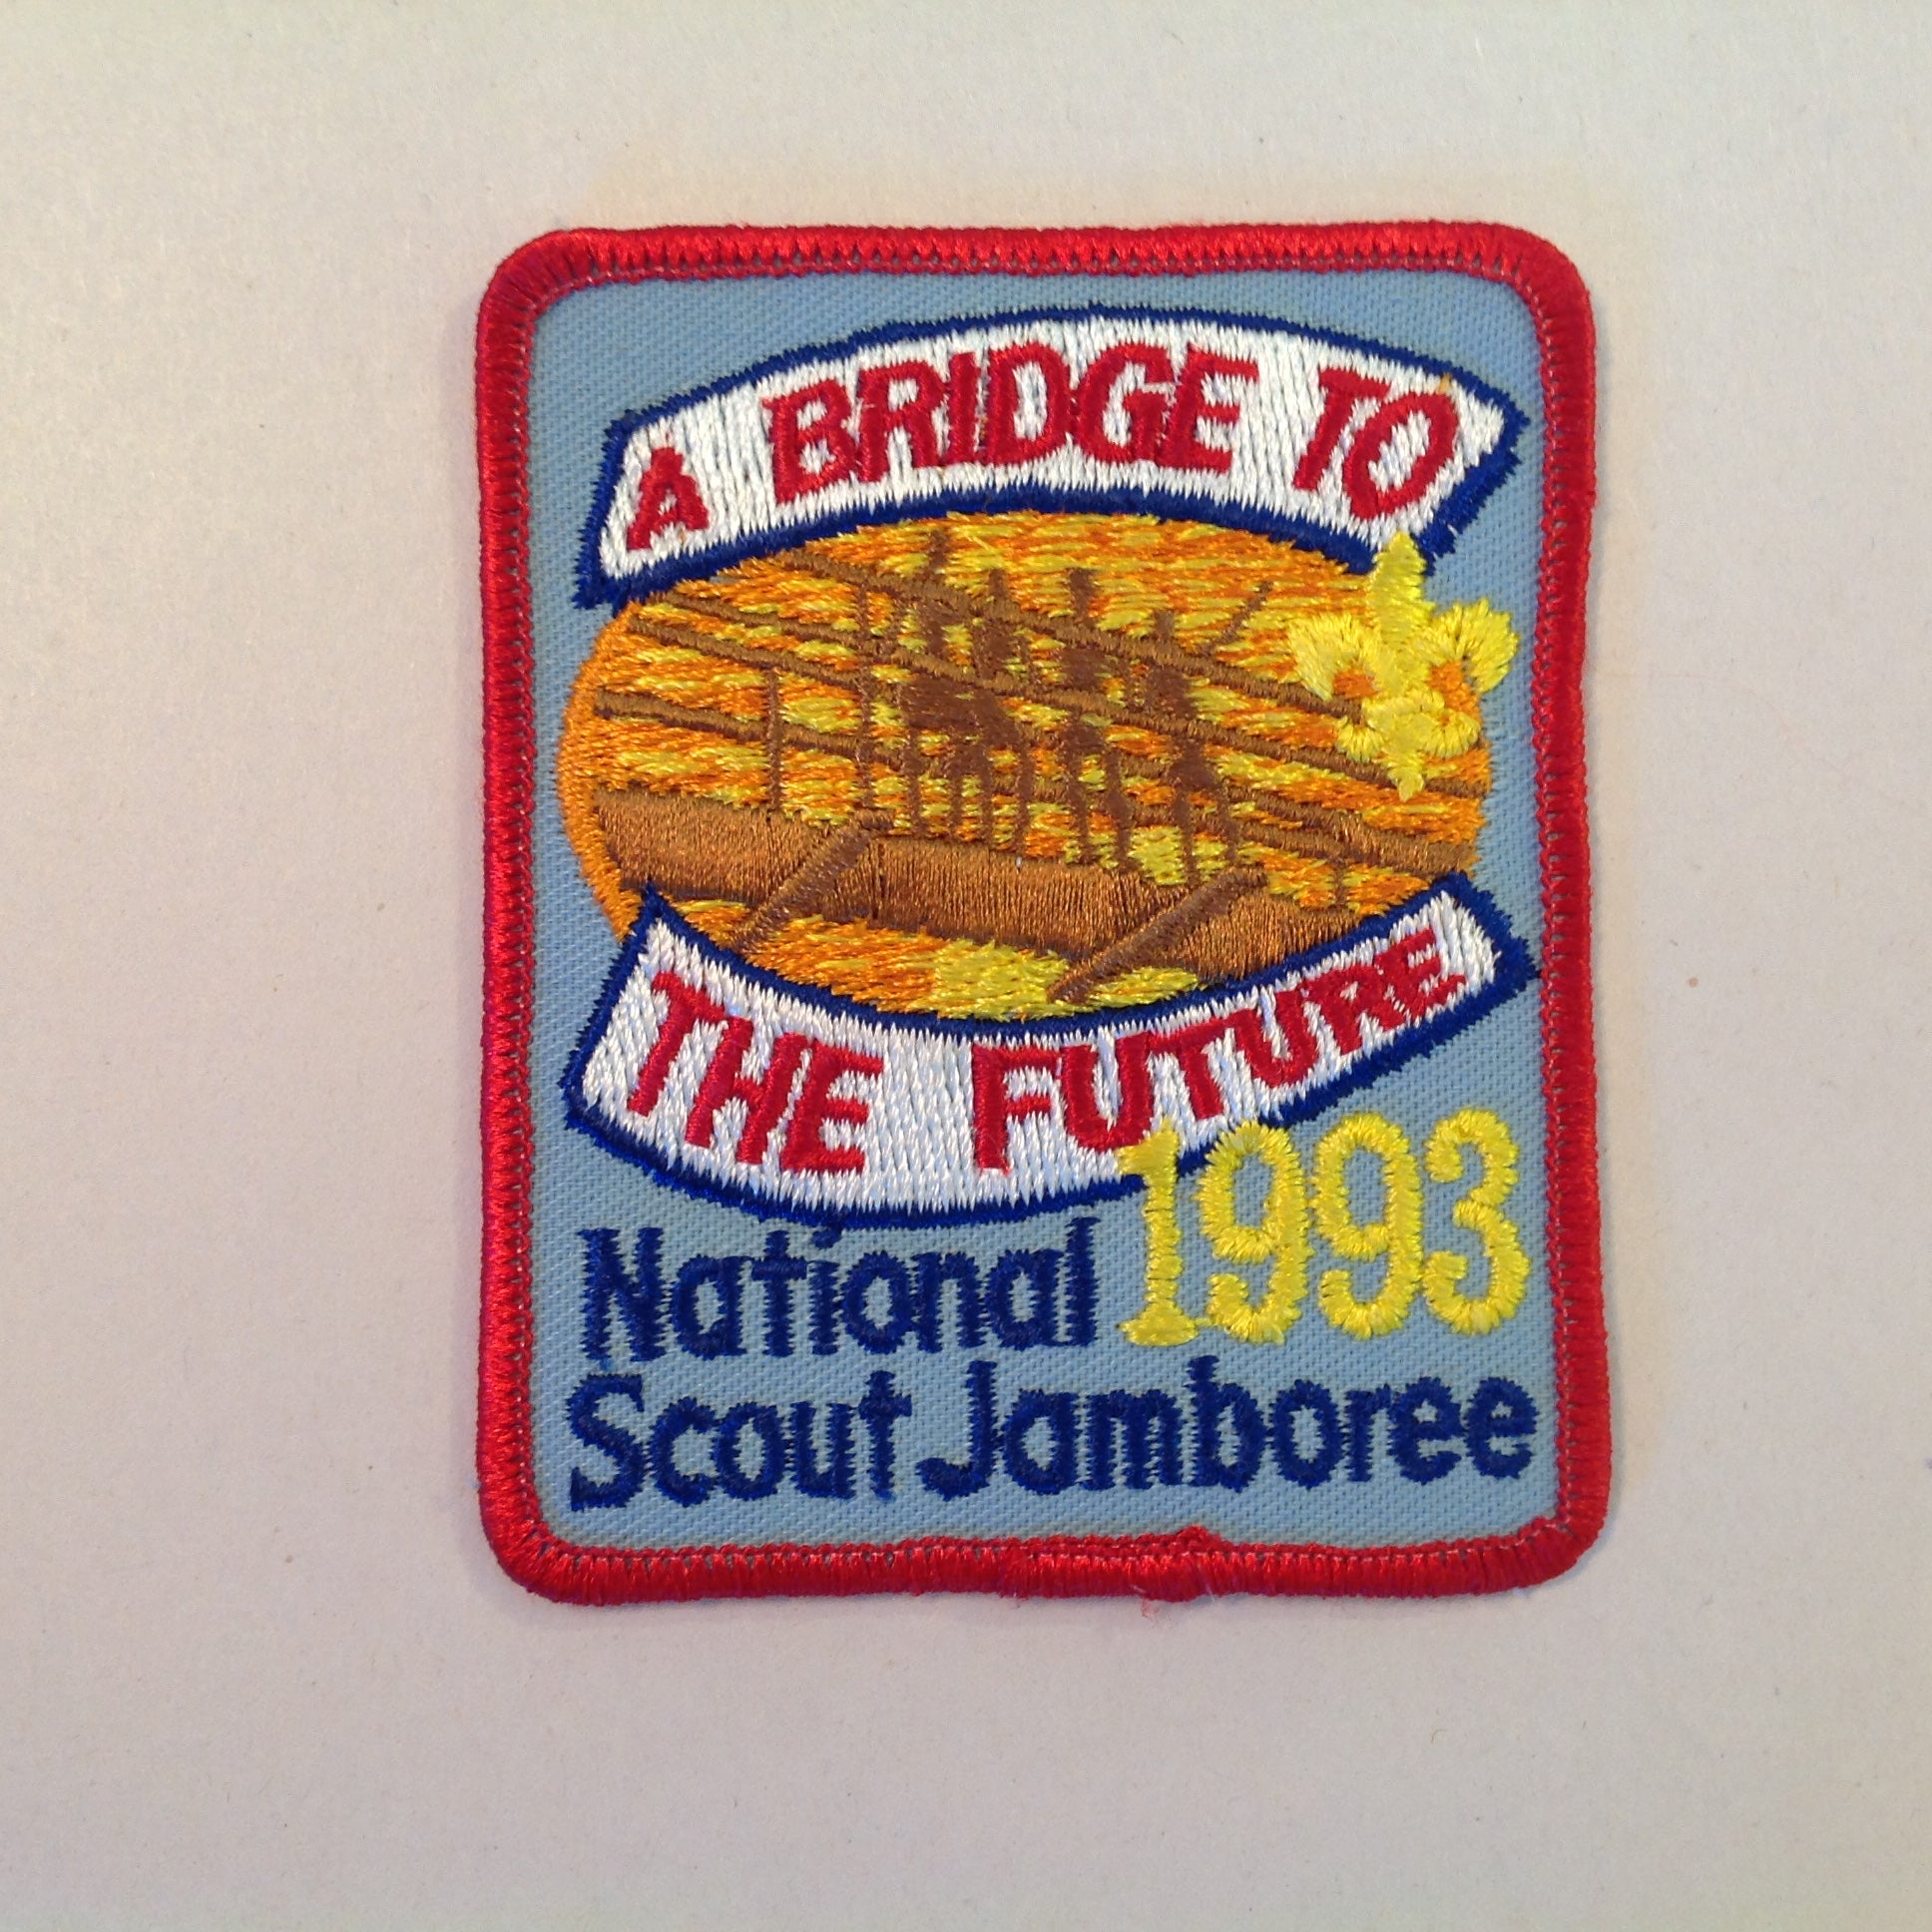 A BRIDGE TO
THE FUTURE
1993
National
Scout Jamboree